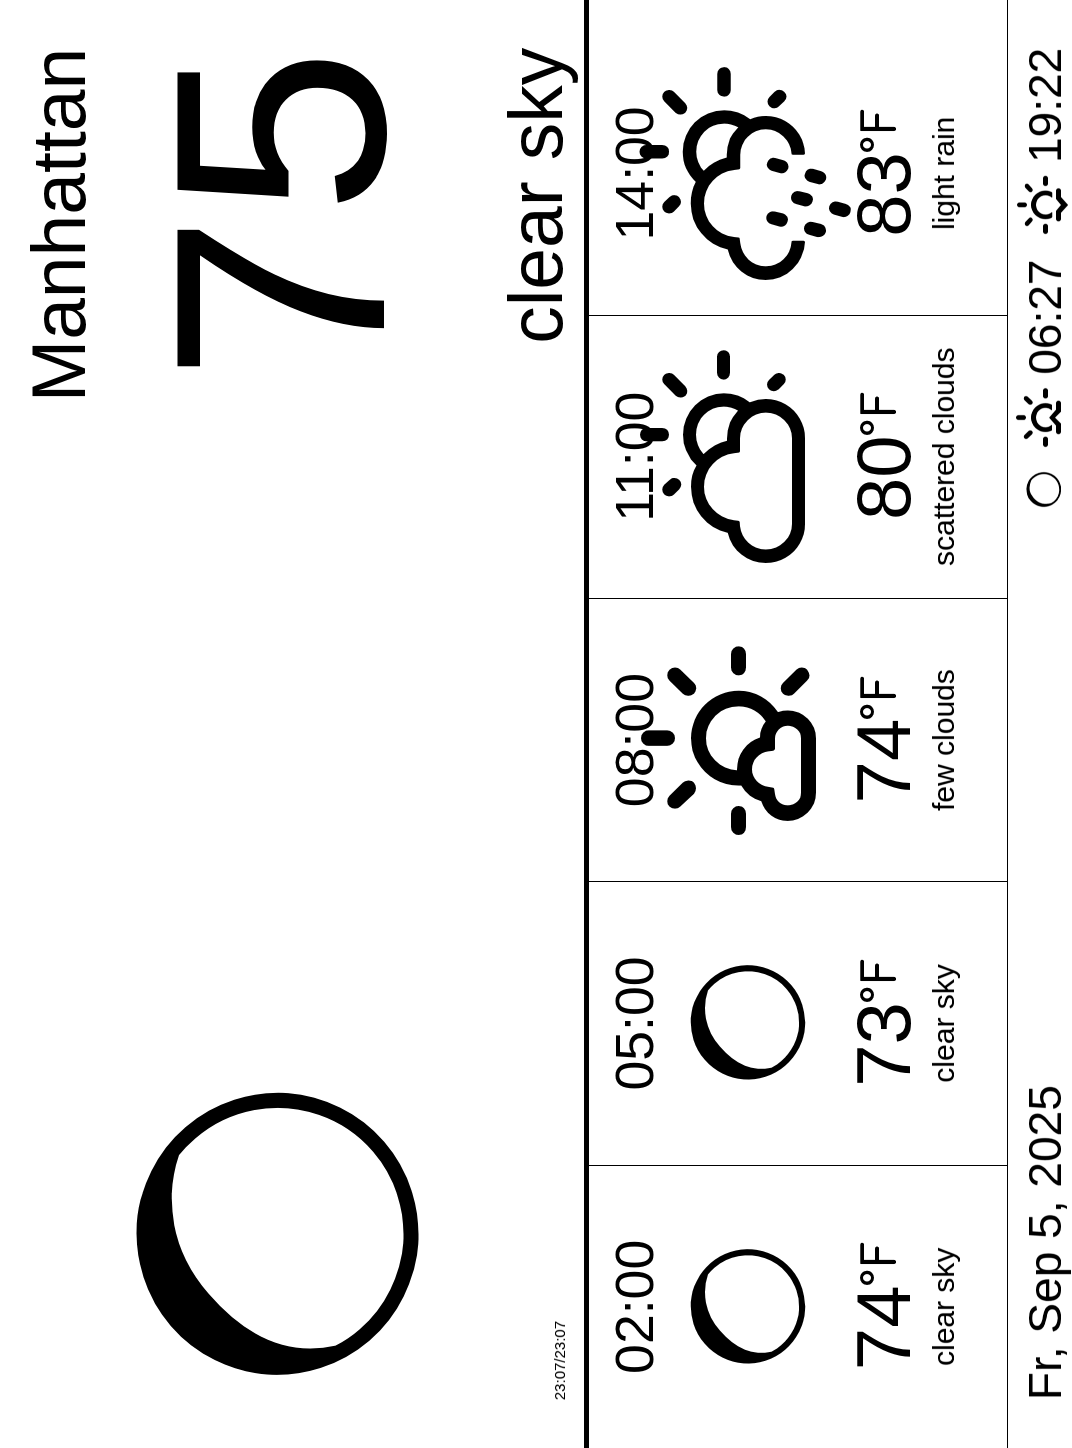 Manhattan
75
clear sky
23:07/23:07
02:00
74°F
clear sky
05:00
73°F
clear sky
08:00
74°F
few clouds
11:00
80°F
scattered clouds
14:00
83°F
light rain
Fr, Sep 5, 2025
06:27
19:22